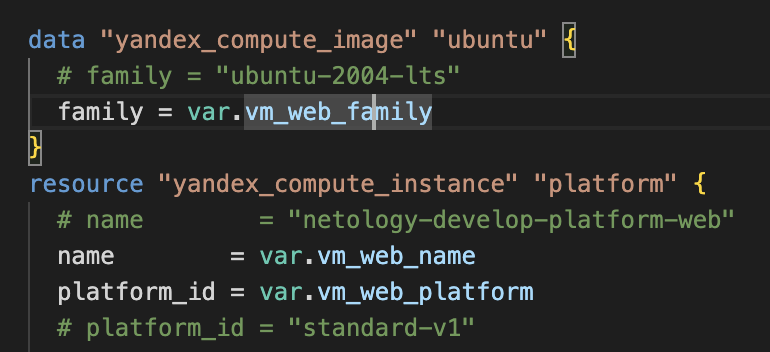 data "yandex_compute_image" "ubuntu" {
  # family = "ubuntu-2004-lts"
  family = var.vm_web_family
}
resource "yandex_compute_instance" "platform" {
  # name        = "netology-develop-platform-web"
  name        = var.vm_web_name
  platform_id = var.vm_web_platform
  # platform_id = "standard-v1"